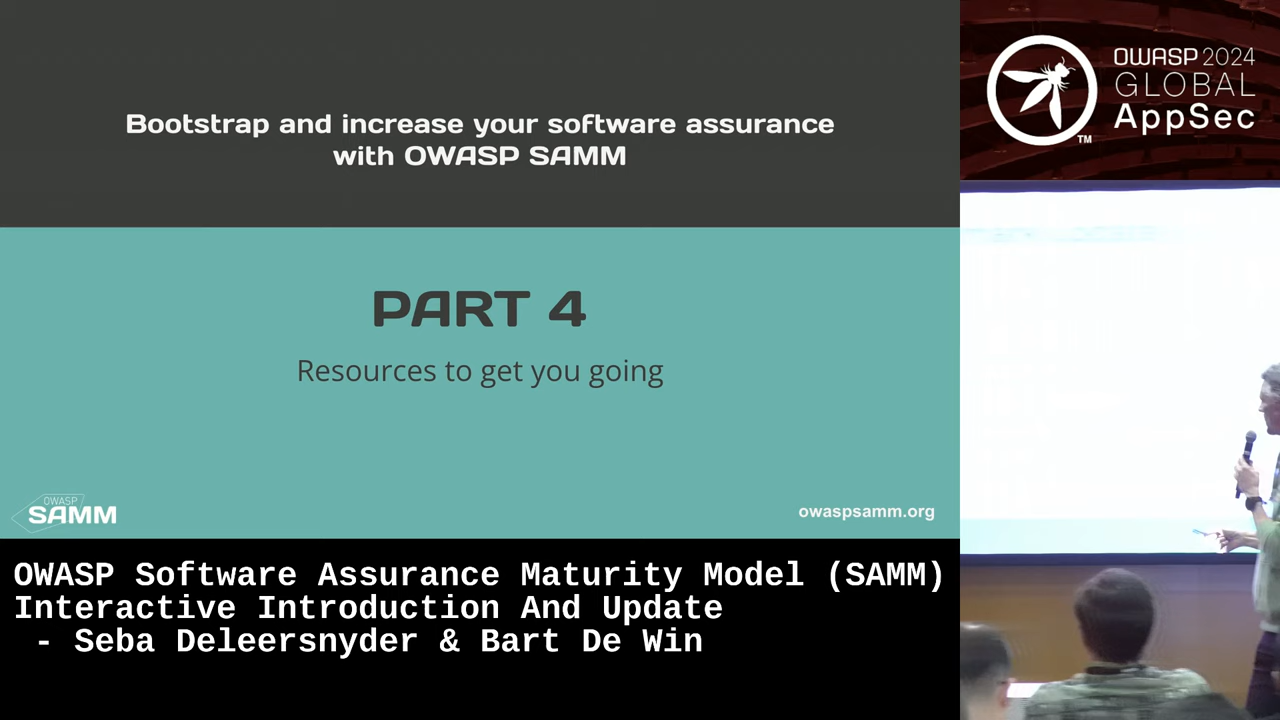 Bootstrap and increase your software assurance
with OWASP SAMM
PART 4
Resources to get you going
OWASP
SAMM
owaspsamm.org
OWASP 2024
GLOBAL
AppSec
TM
OWASP Software Assurance Maturity Model (SAMM)
Interactive Introduction And Update
- Seba Deleersnyder & Bart De Win